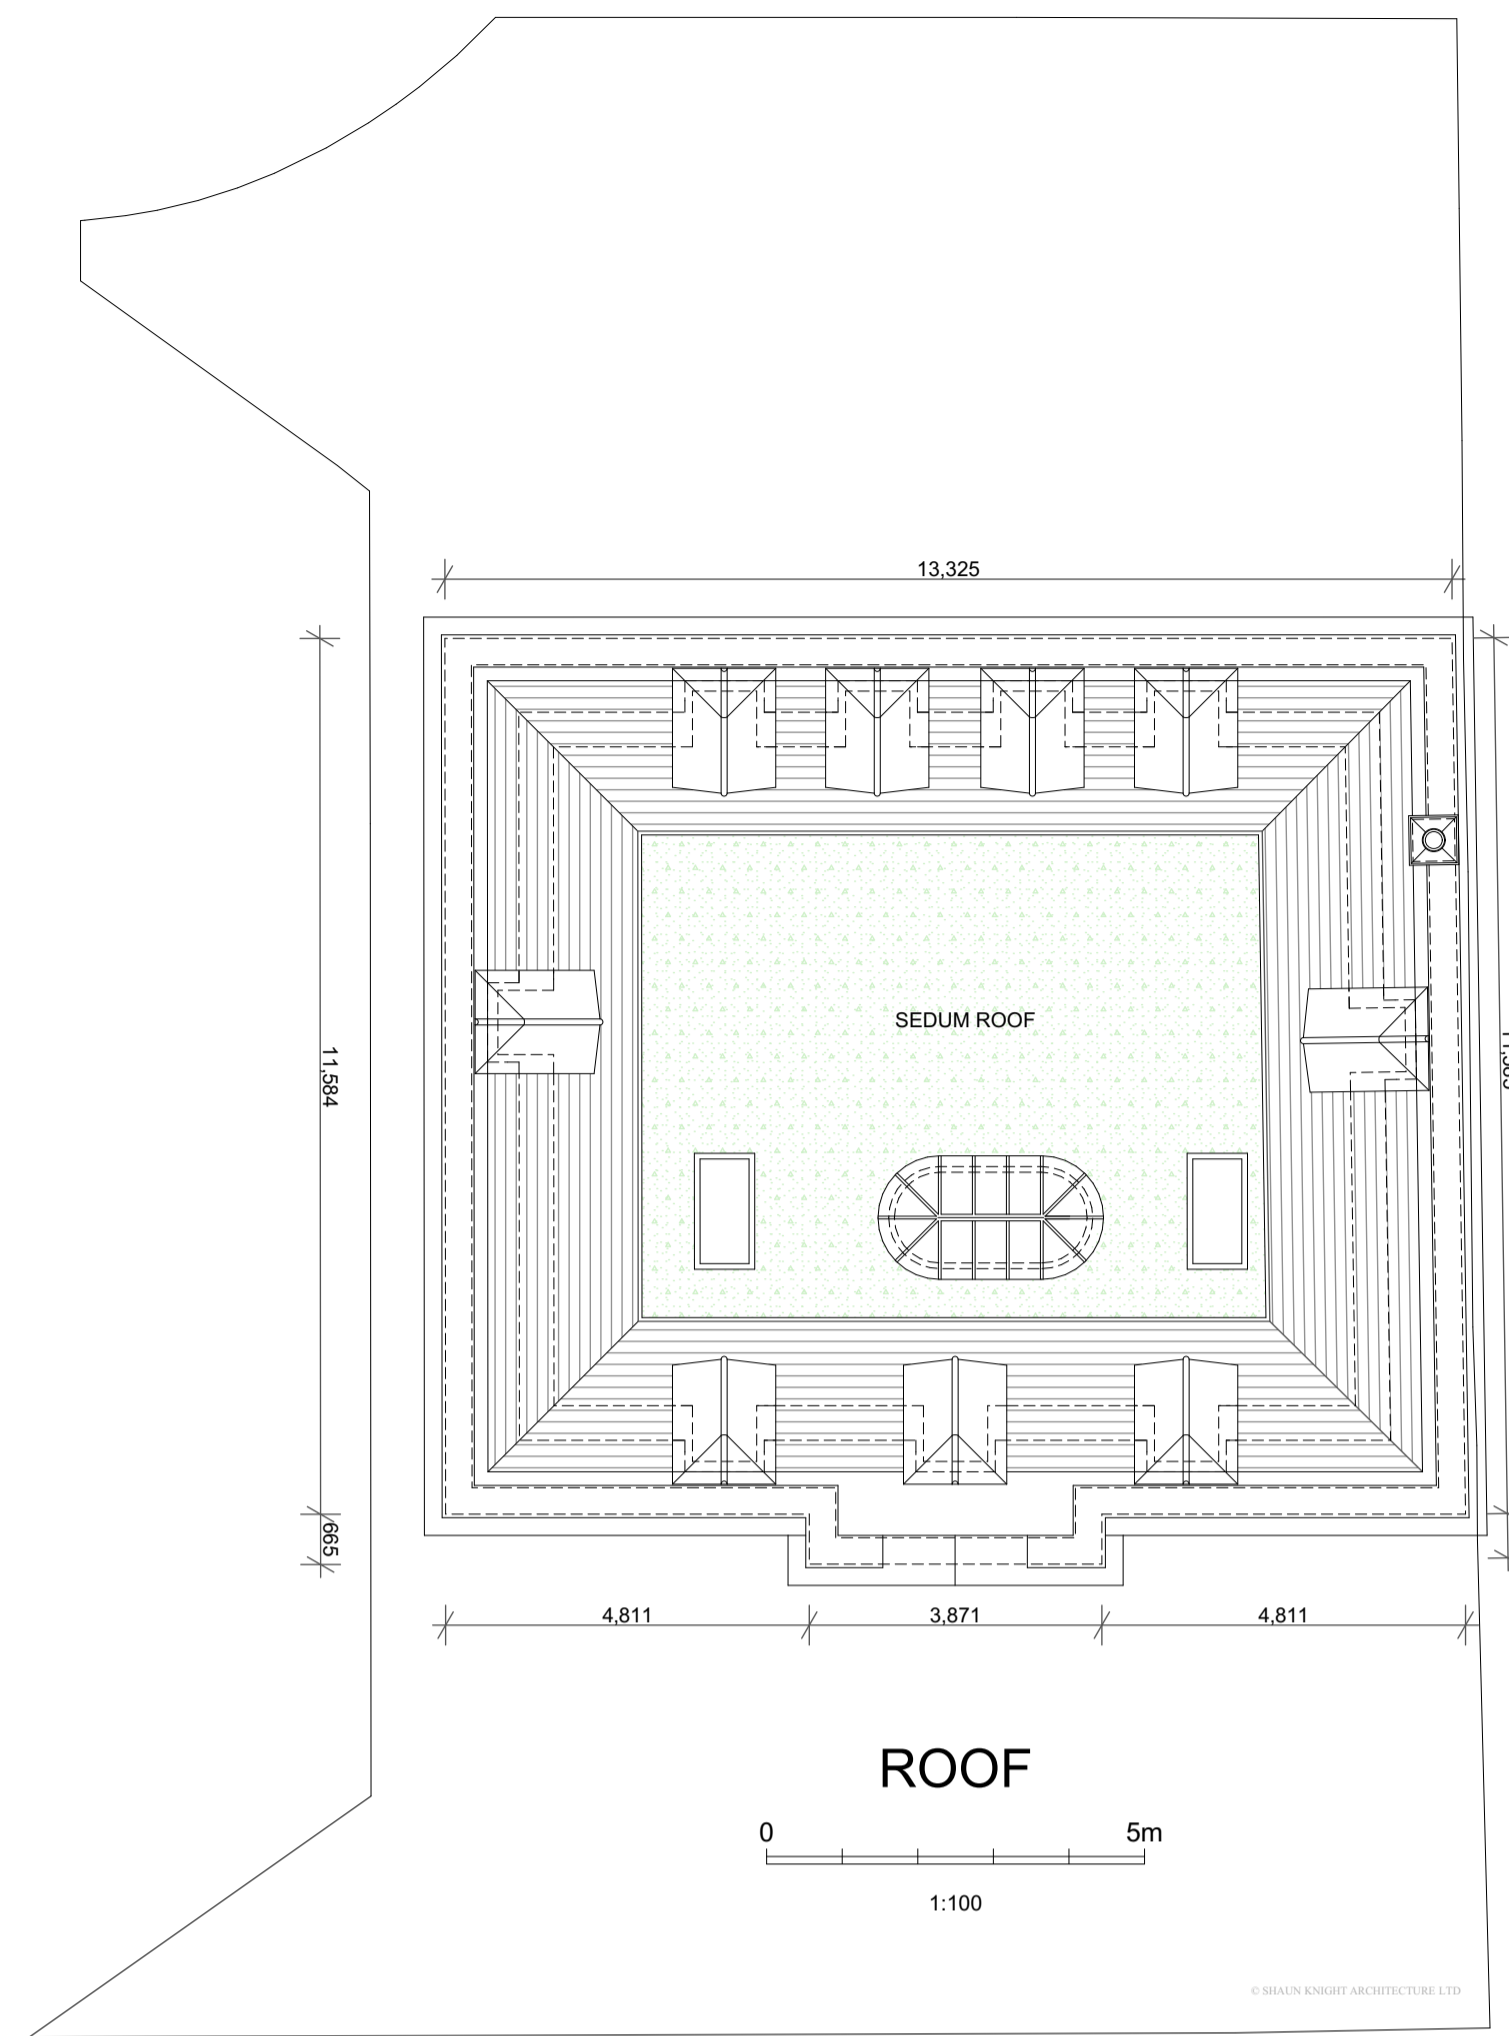 13,325
SEDUM ROOF
11,584
665
4,811 3,871 4,811
ROOF
0 5m
1:100
© SHAUN KNIGHT ARCHITECTURE LTD